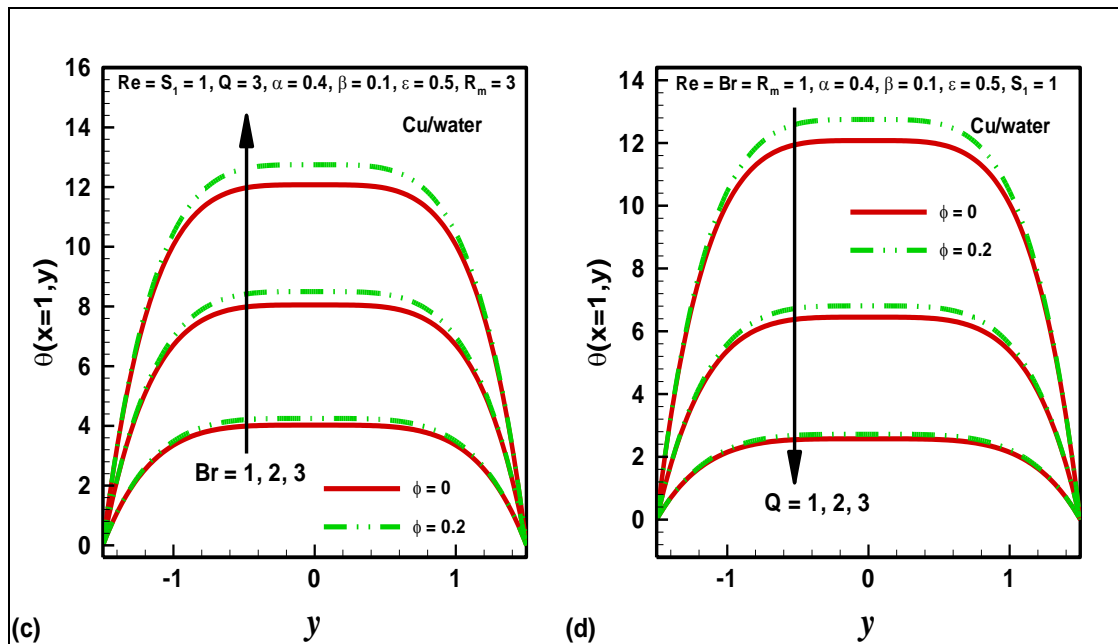 Re = S₁ = 1, Q = 3, α = 0.4, β = 0.1, ε = 0.5, Rₘ = 3
Cu/water
Br = 1, 2, 3
ϕ = 0
ϕ = 0.2
θ(x=1,y)
16
14
12
10
8
6
4
2
0
-1
0
1
(c)
y
Re = Br = Rₘ = 1, α = 0.4, β = 0.1, ε = 0.5, S₁ = 1
Cu/water
ϕ = 0
ϕ = 0.2
Q = 1, 2, 3
θ(x=1,y)
14
12
10
8
6
4
2
0
-1
0
1
(d)
y